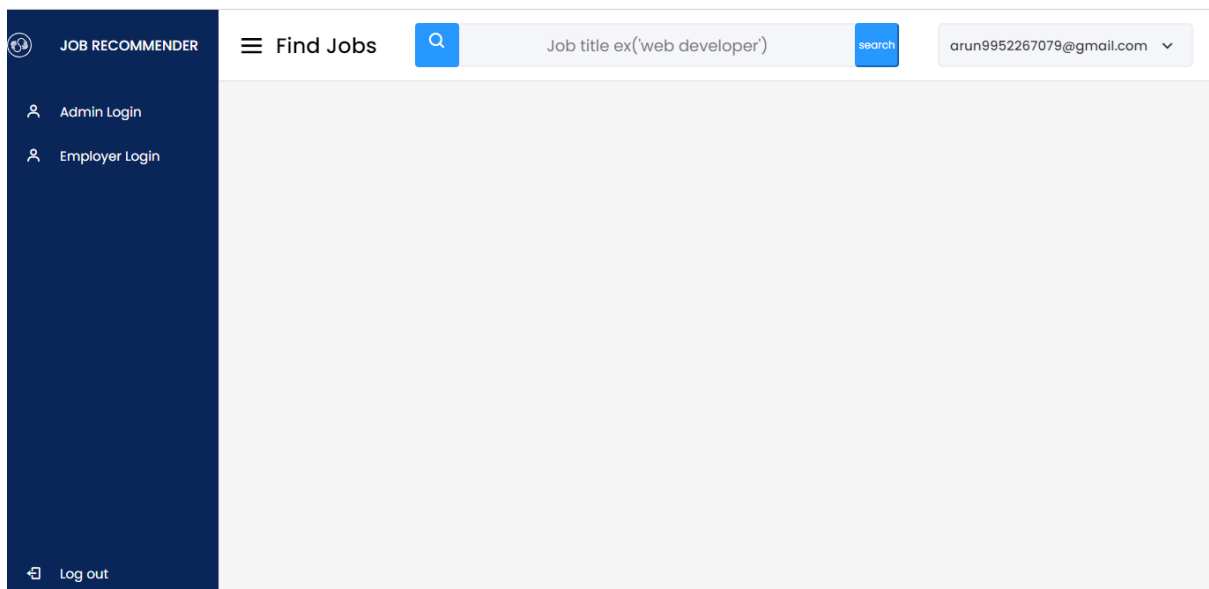 JOB RECOMMENDER
Admin Login
Employer Login
Log out
Find Jobs
Job title ex('web developer')
search
arun9952267079@gmail.com